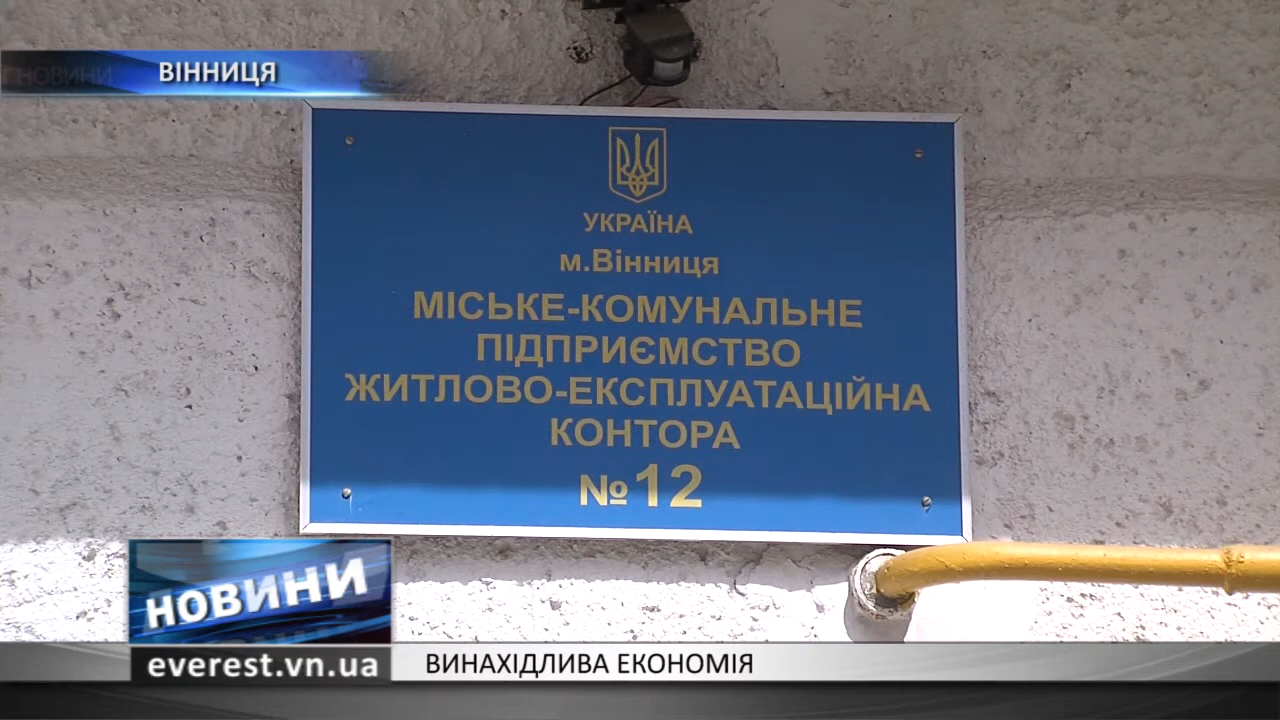 НОВИНИ
ВІННИЦЯ
УКРАЇНА
м.Вінниця
МІСЬКЕ-КОМУНАЛЬНЕ
ПІДПРИЄМСТВО
ЖИТЛОВО-ЕКСПЛУАТАЦІЙНА
КОНТОРА
№12
НОВИНИ
everest.vn.ua
ВИНАХІДЛИВА ЕКОНОМІЯ